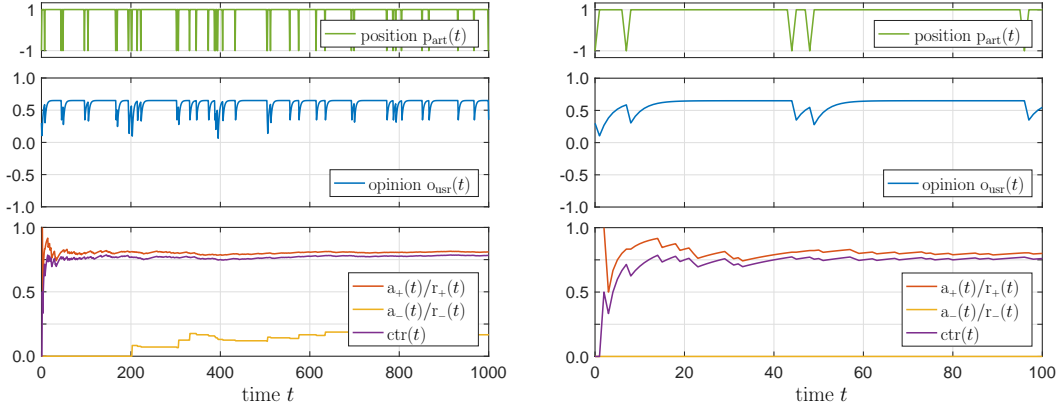 1
-1
position p_art(t)
1.0
0.5
0.0
-0.5
-1.0
opinion o_usr(t)
1.0
0.5
0.0
a_+(t)/r_+(t)
a_−(t)/r_−(t)
ctr(t)
0 200 400 600 800 1000
time t
1
-1
position p_art(t)
1.0
0.5
0.0
-0.5
-1.0
opinion o_usr(t)
1.0
0.5
0.0
a_+(t)/r_+(t)
a_−(t)/r_−(t)
ctr(t)
0 20 40 60 80 100
time t